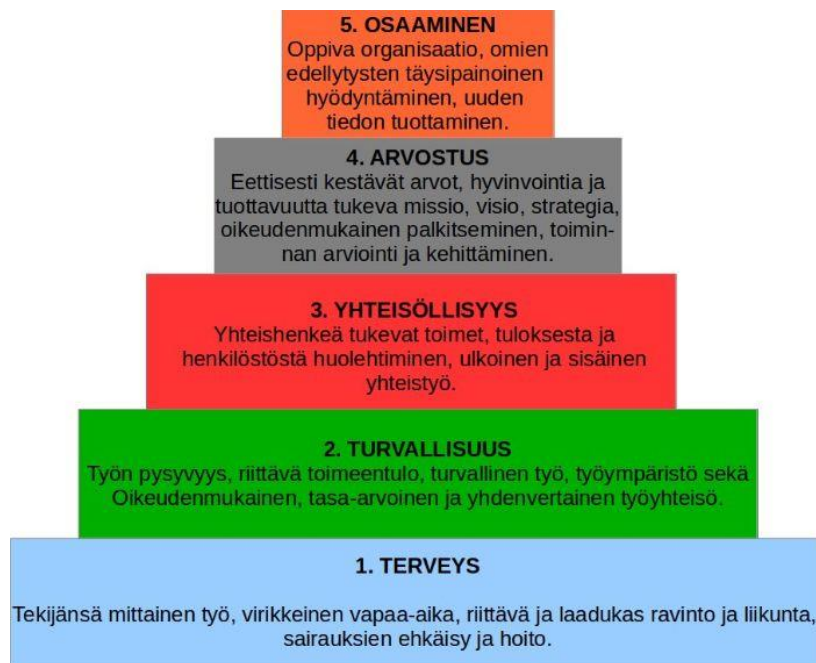 5. OSAAMINEN
Oppiva organisaatio, omien
edellytysten täysipainoinen
hyödyntäminen, uuden
tiedon tuottaminen.
4. ARVOSTUS
Eettisesti kestävät arvot, hyvinvointia ja
tuottavuutta tukeva missio, visio, strategia,
oikeudenmukainen palkitseminen, toimin-
nan arviointi ja kehittäminen.
3. YHTEISÖLLISYYS
Yhteishenkeä tukevat toimet, tuloksesta ja
henkilöstöstä huolehtiminen, ulkoinen ja sisäinen
yhteistyö.
2. TURVALLISUUS
Työn pysyvyys, riittävä toimeentulo, turvallinen työ, työympäristö sekä
Oikeudenmukainen, tasa-arvoinen ja yhdenvertainen työyhteisö.
1. TERVEYS
Tekijänsä mittainen työ, virikkeinen vapaa-aika, riittävä ja laadukas ravinto ja liikunta,
sairauksien ehkäisy ja hoito.